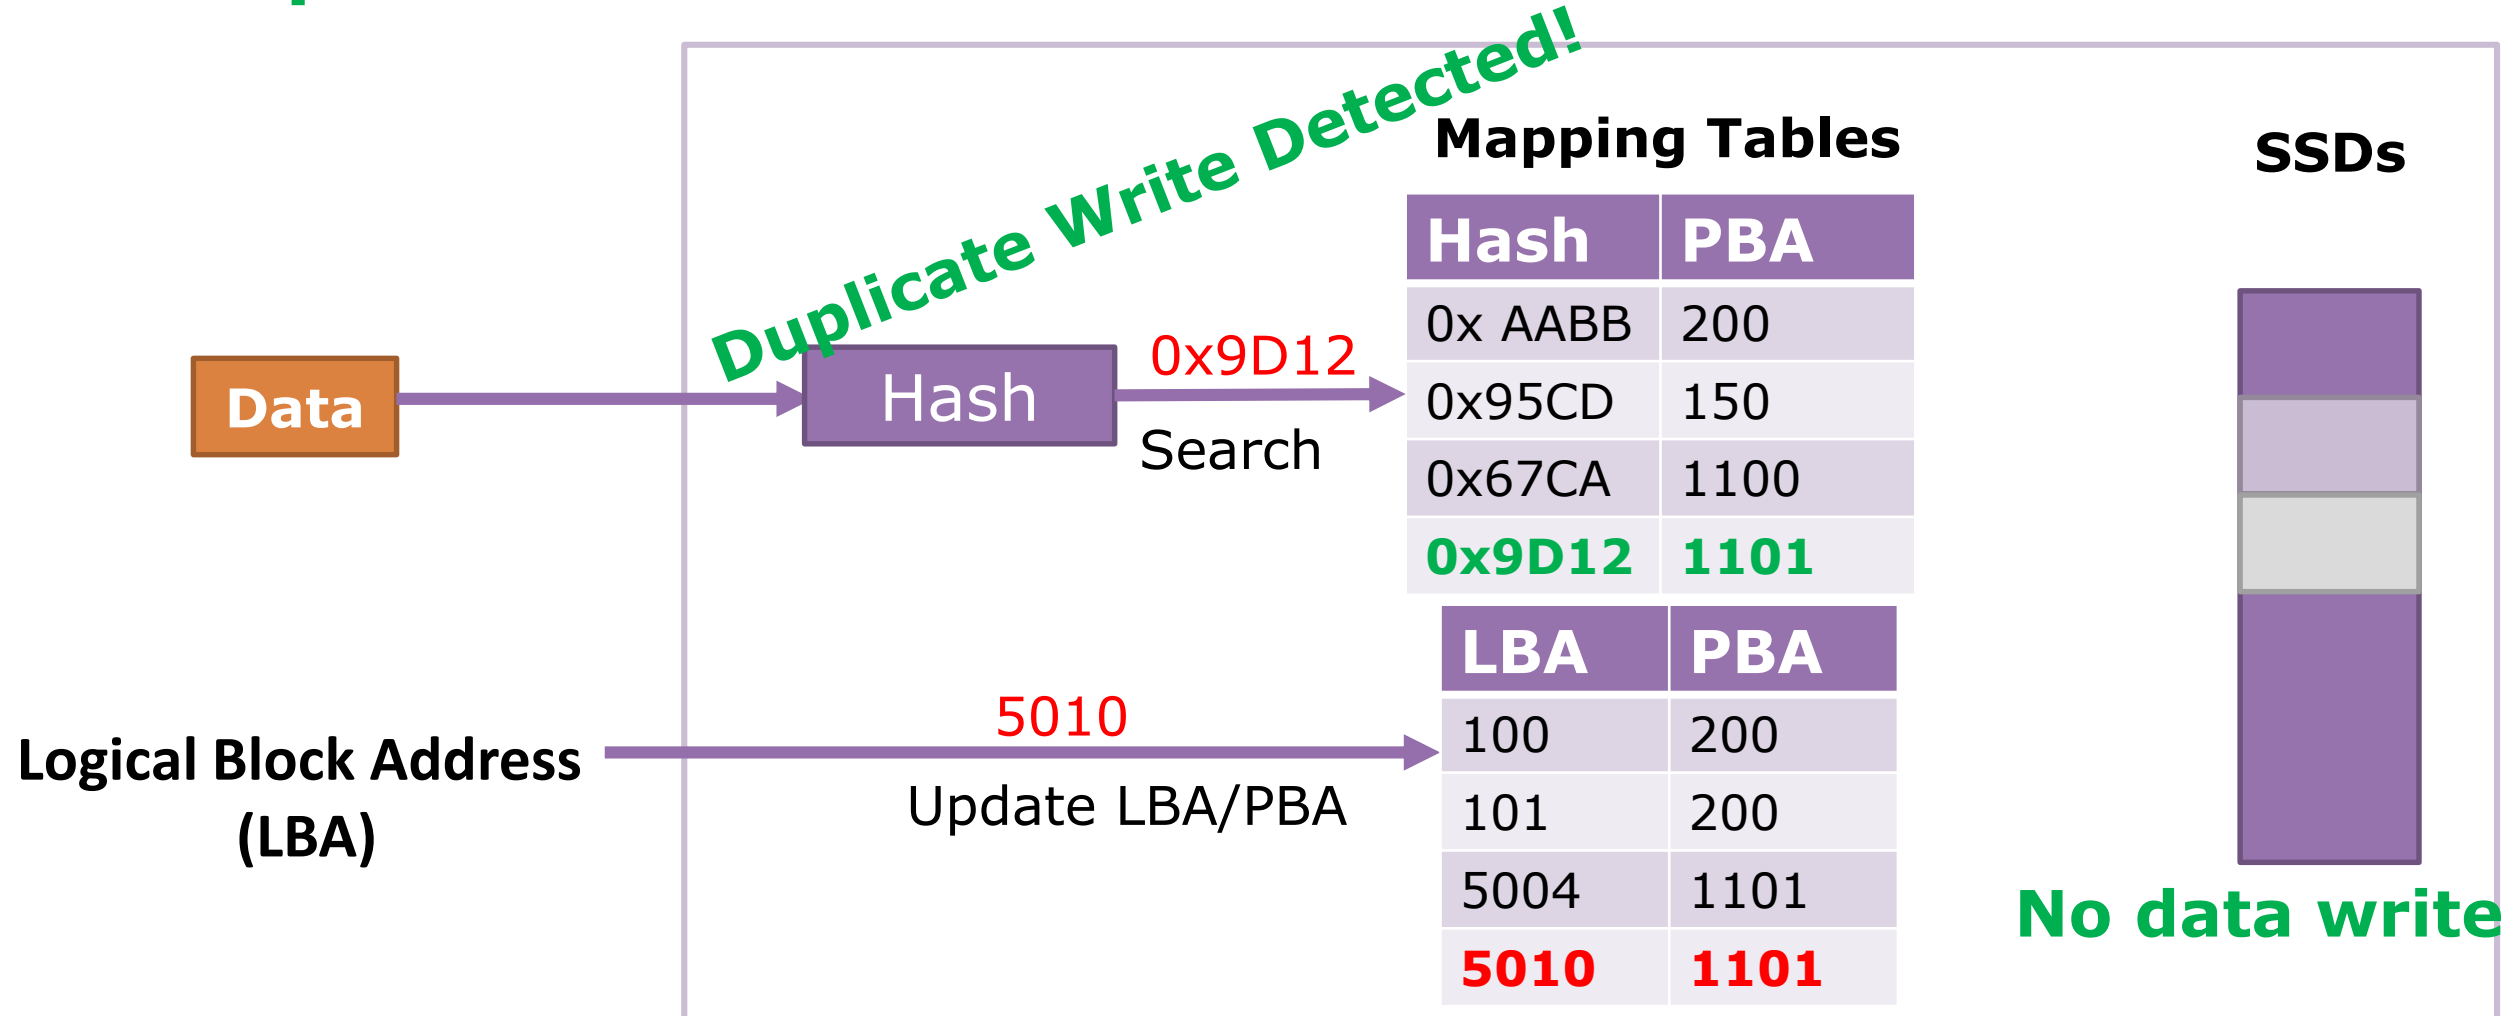 Duplicate Write Detected!
Mapping Tables
SSDs
Hash PBA
0x AABB 200
0x95CD 150
0x67CA 1100
0x9D12 1101
Data
Hash
0x9D12
Search
LBA PBA
100 200
101 200
5004 1101
5010 1101
5010
Update LBA/PBA
Logical Block Address
(LBA)
No data write